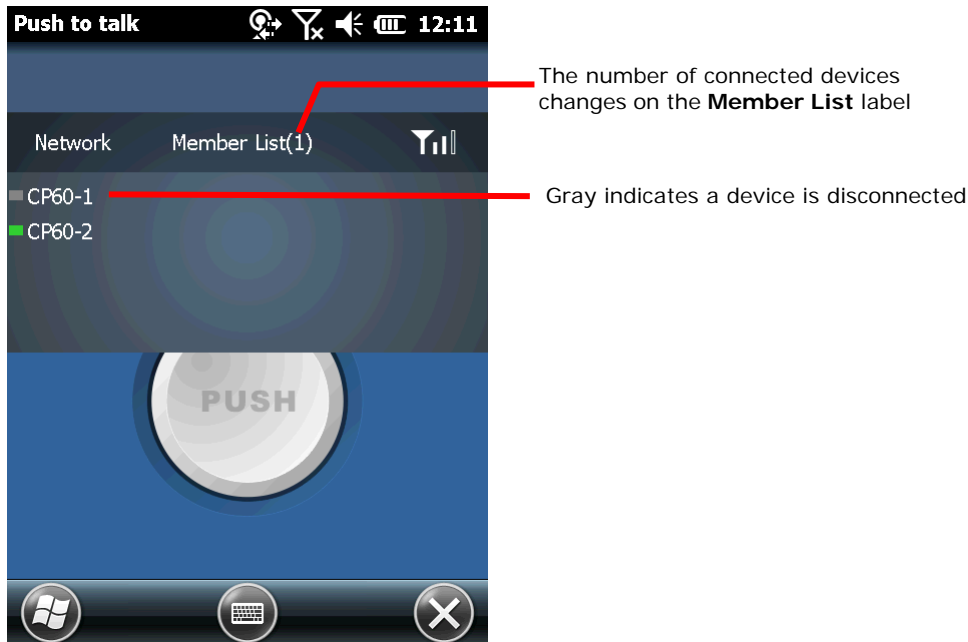 Push to talk 12:11
The number of connected devices
changes on the Member List label
Network Member List(1)
CP60-1
Gray indicates a device is disconnected
CP60-2
PUSH